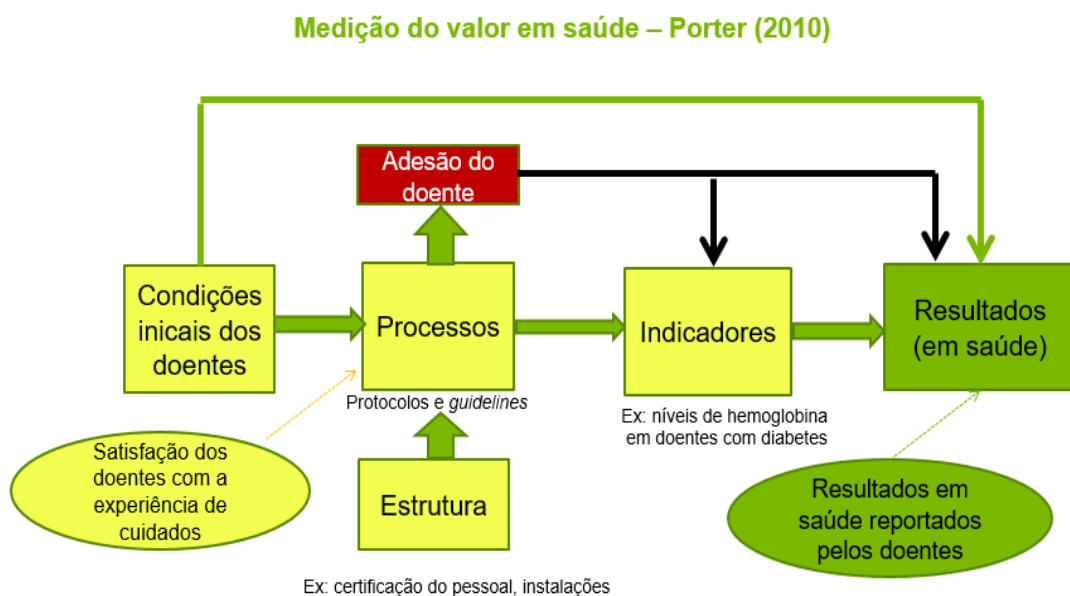 Medição do valor em saúde – Porter (2010)
Adesão do
doente
Condições
inicais dos
doentes
Processos
Indicadores
Resultados
(em saúde)
Protocolos e guidelines
Ex: níveis de hemoglobina
em doentes com diabetes
Satisfação dos
doentes com a
experiência de
cuidados
Estrutura
Resultados em
saúde reportados
pelos doentes
Ex: certificação do pessoal, instalações